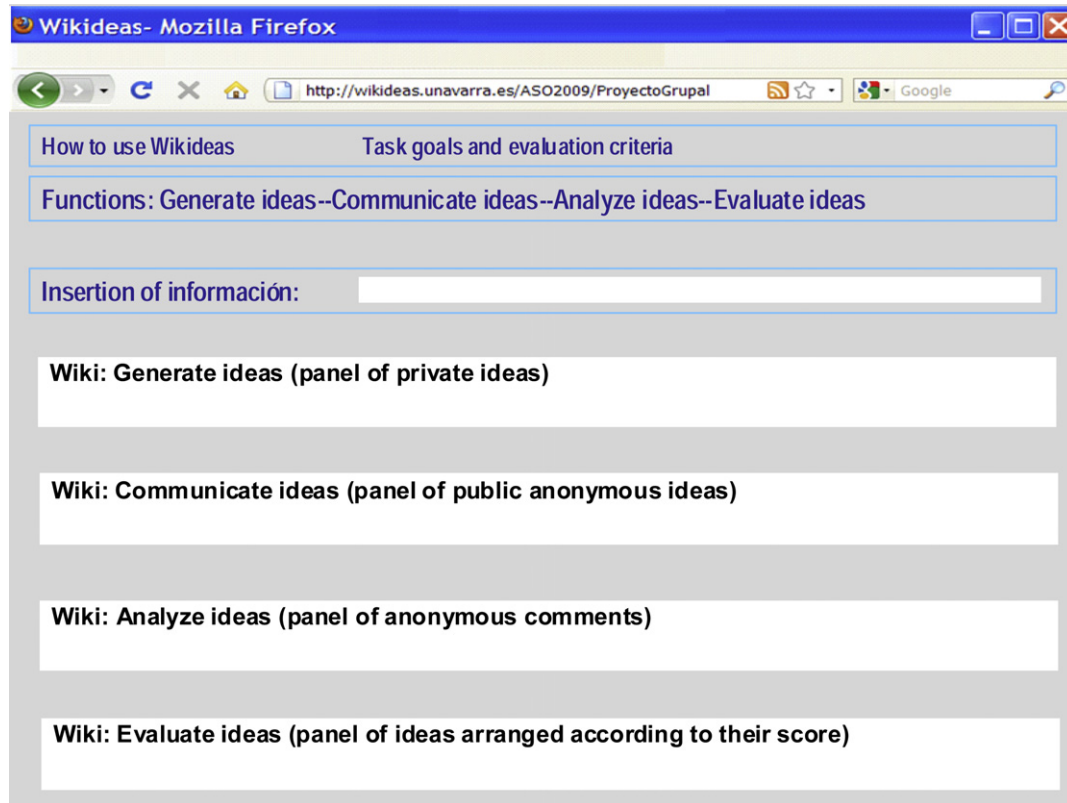 Wikideas- Mozilla Firefox
http://wikideas.unavarra.es/ASO2009/ProyectoGrupal Google
How to use Wikideas Task goals and evaluation criteria
Functions: Generate ideas--Communicate ideas--Analyze ideas--Evaluate ideas
Insertion of información:
Wiki: Generate ideas (panel of private ideas)
Wiki: Communicate ideas (panel of public anonymous ideas)
Wiki: Analyze ideas (panel of anonymous comments)
Wiki: Evaluate ideas (panel of ideas arranged according to their score)